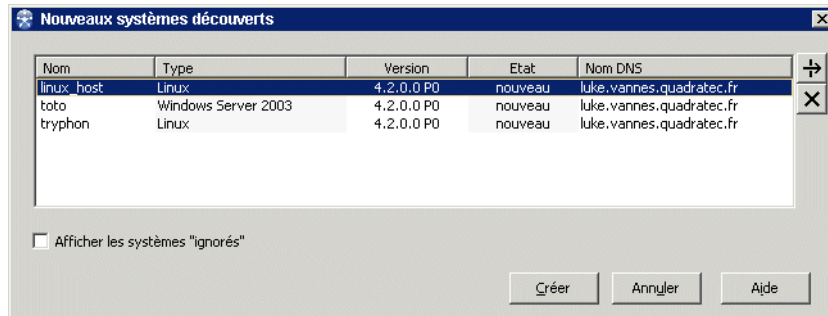 Nouveaux systèmes découverts
Nom Type Version Etat Nom DNS
linux_host Linux 4.2.0.0 P0 nouveau luke.vannes.quadratec.fr
toto Windows Server 2003 4.2.0.0 P0 nouveau luke.vannes.quadratec.fr
tryphon Linux 4.2.0.0 P0 nouveau luke.vannes.quadratec.fr
Afficher les systèmes "ignorés"
Créer Annuler Aide